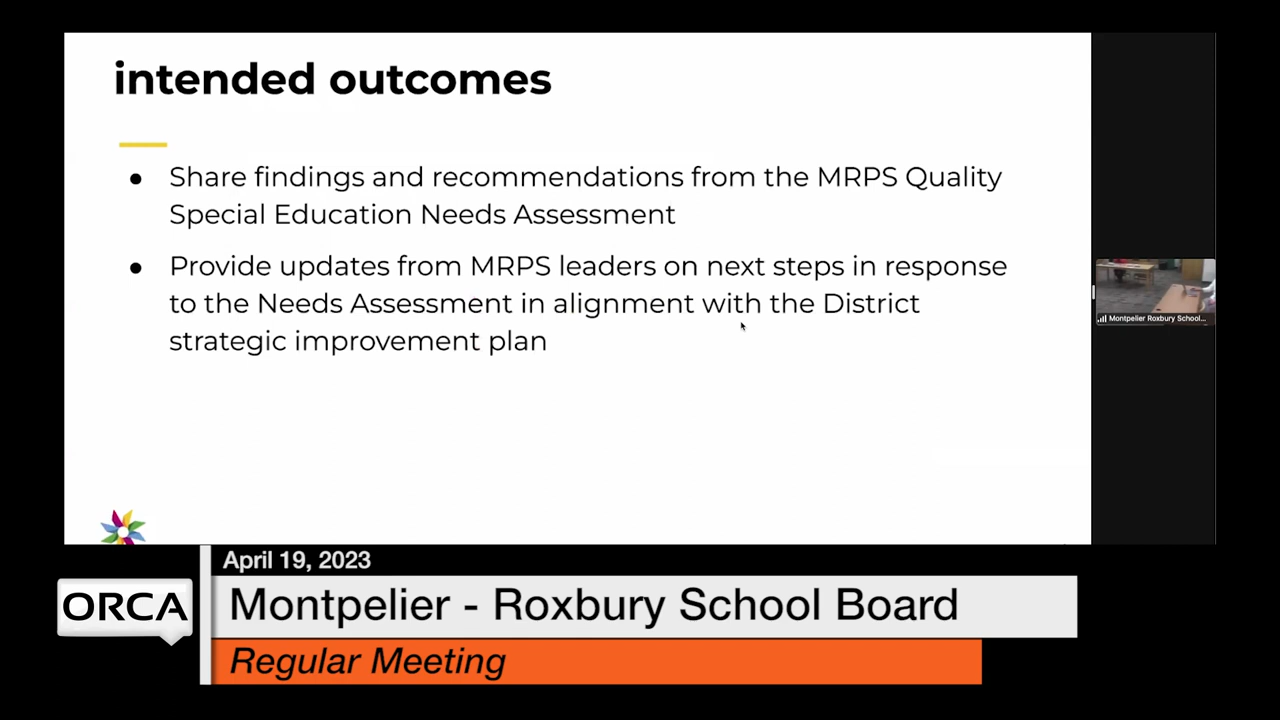 intended outcomes
● Share findings and recommendations from the MRPS Quality
Special Education Needs Assessment
● Provide updates from MRPS leaders on next steps in response
to the Needs Assessment in alignment with the District
strategic improvement plan
Montpelier Roxbury School...
April 19, 2023
ORCA
Montpelier - Roxbury School Board
Regular Meeting